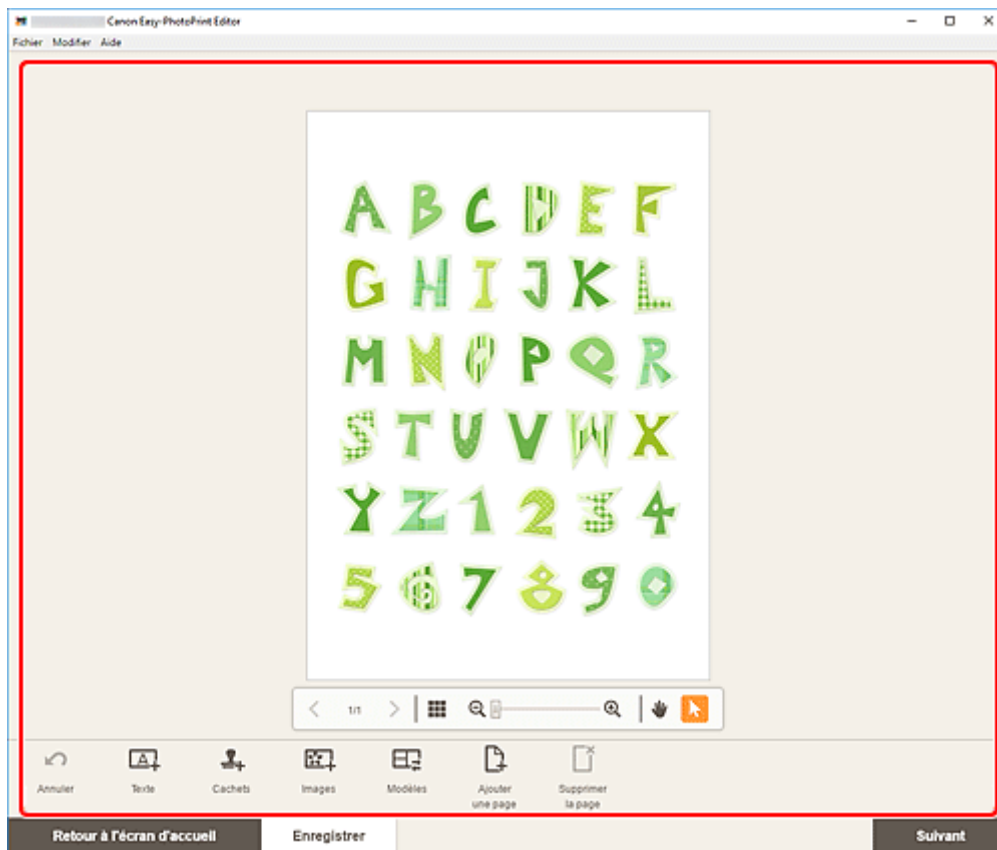 Canon Easy-PhotoPrint Editor
Fichier Modifier Aide
A B C D E F
G H I J K L
M N O P Q R
S T U V W X
Y Z 1 2 3 4
5 6 7 8 9 0
1/1
Annuler Texte Cachets Images Modèles Ajouter une page Supprimer la page
Retour à l'écran d'accueil Enregistrer Suivant